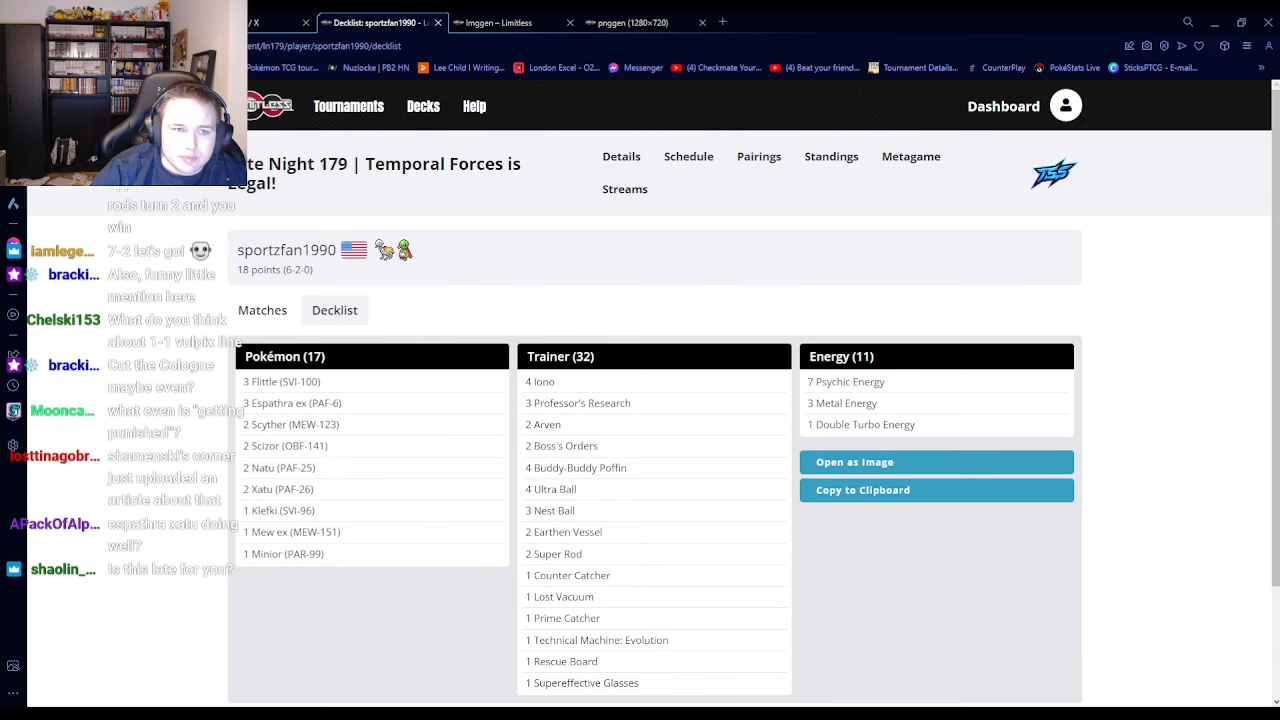 / X
Decklist: sportzfan1990 - L
Imggen – Limitless
pnggen (1280×720)
ent/ln179/player/sportzfan1990/decklist
Pokémon TCG tour...
Nuzlocke | PB2 HN
Lee Child I Writing...
London Excel - O2...
Messenger
(4) Checkmate Your...
(4) Beat your friend...
Tournament Details...
CounterPlay
PokéStats Live
SticksPTCG - E-mail...
Tournaments
Decks
Help
Dashboard
te Night 179 | Temporal Forces is
Legal!
Details
Schedule
Pairings
Standings
Metagame
Streams
TSS
rods turn 2 and you
win
iamlege... 7-2 let's go!
bracki... Also, funny little
mention here
Chelski153 What do you think
about 1-1 vulpix line
bracki... Cut the Cologne
maybe even?
Moonca... what even is "getting
punished"?
losttinagobr... shamenski's corner
just uploaded an
article about that
APackOfAlp... espathra xatu doing
well?
shaolin_... Is this late for you?
sportzfan1990
18 points (6-2-0)
Matches
Decklist
Pokémon (17)
3 Flittle (SVI-100)
3 Espathra ex (PAF-6)
2 Scyther (MEW-123)
2 Scizor (OBF-141)
2 Natu (PAF-25)
2 Xatu (PAF-26)
1 Klefki (SVI-96)
1 Mew ex (MEW-151)
1 Minior (PAR-99)
Trainer (32)
4 Iono
3 Professor's Research
2 Arven
2 Boss's Orders
4 Buddy-Buddy Poffin
4 Ultra Ball
3 Nest Ball
2 Earthen Vessel
2 Super Rod
1 Counter Catcher
1 Lost Vacuum
1 Prime Catcher
1 Technical Machine: Evolution
1 Rescue Board
1 Supereffective Glasses
Energy (11)
7 Psychic Energy
3 Metal Energy
1 Double Turbo Energy
Open as Image
Copy to Clipboard